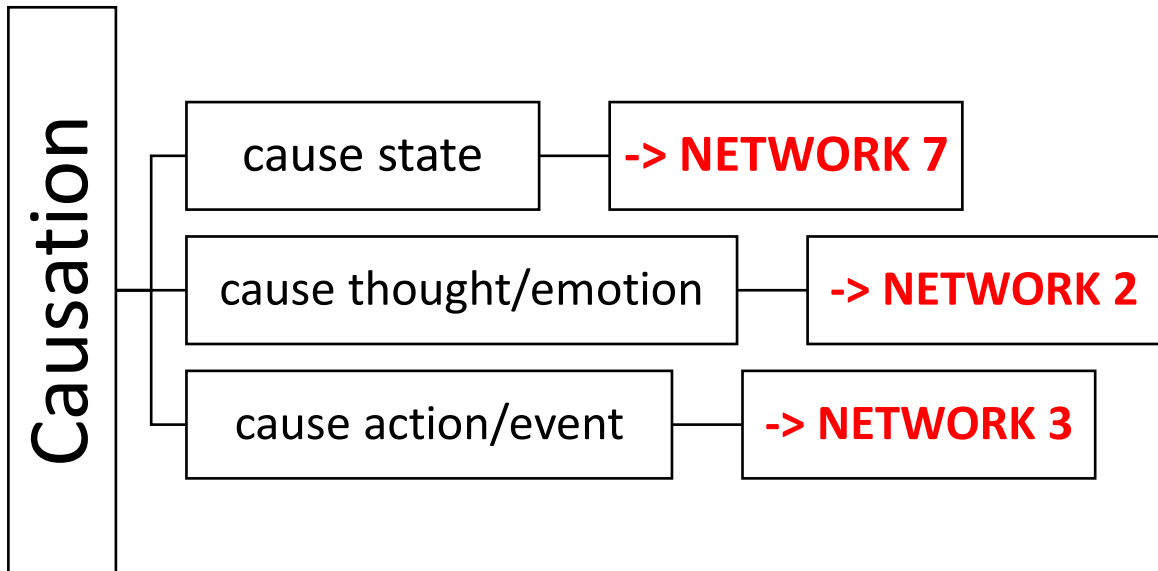 Causation
cause state
-> NETWORK 7
cause thought/emotion
-> NETWORK 2
cause action/event
-> NETWORK 3